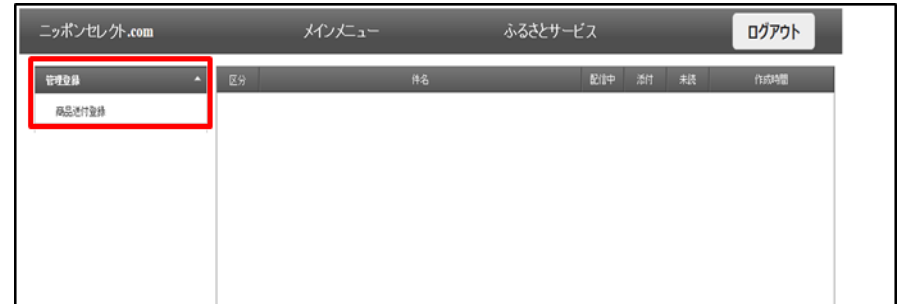 ニッポンセレクト.com メインメニュー ふるさとサービス ログアウト
管理登録 区分 件名 配信中 添付 未読 作成時間
商品送付登録